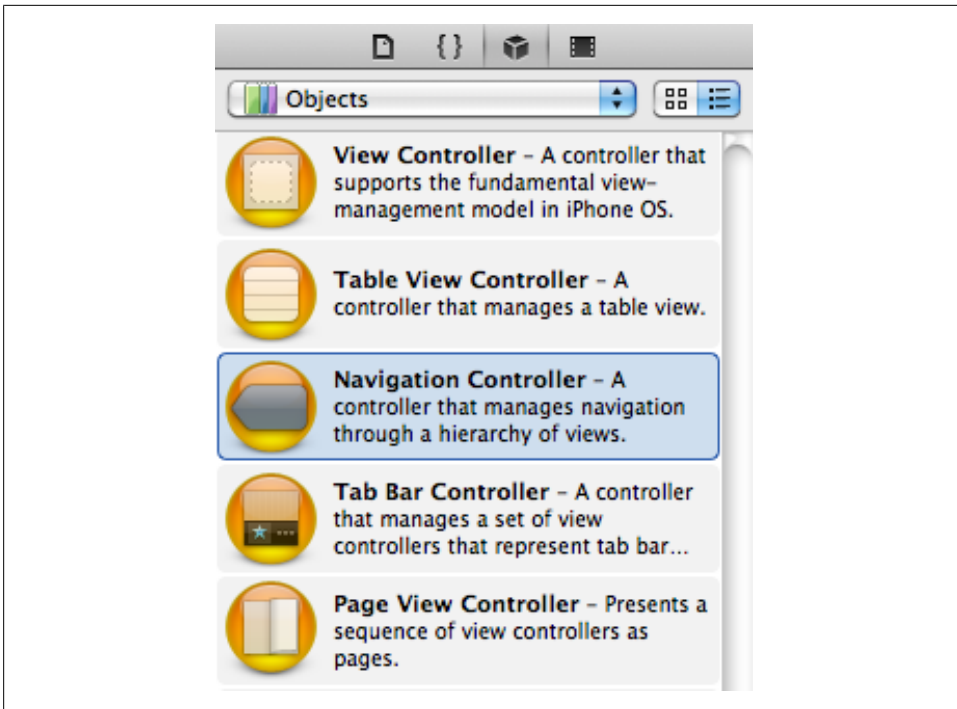 { }
Objects
View Controller – A controller that
supports the fundamental view-
management model in iPhone OS.
Table View Controller – A
controller that manages a table view.
Navigation Controller – A
controller that manages navigation
through a hierarchy of views.
Tab Bar Controller – A controller
that manages a set of view
controllers that represent tab bar...
Page View Controller – Presents a
sequence of view controllers as
pages.